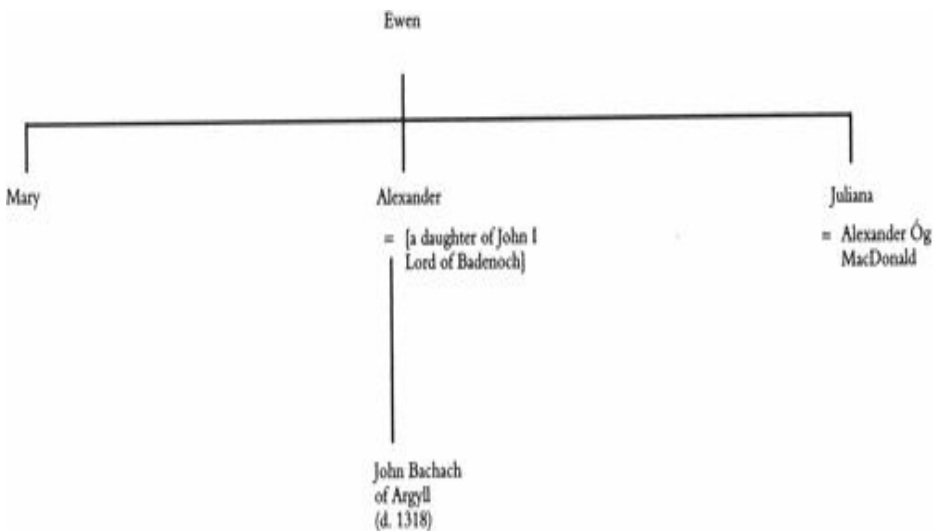 Ewen
Mary
Alexander
Juliana
= [a daughter of John I
Lord of Badenoch]
= Alexander Óg
MacDonald
John Bachach
of Argyll
(d. 1318)